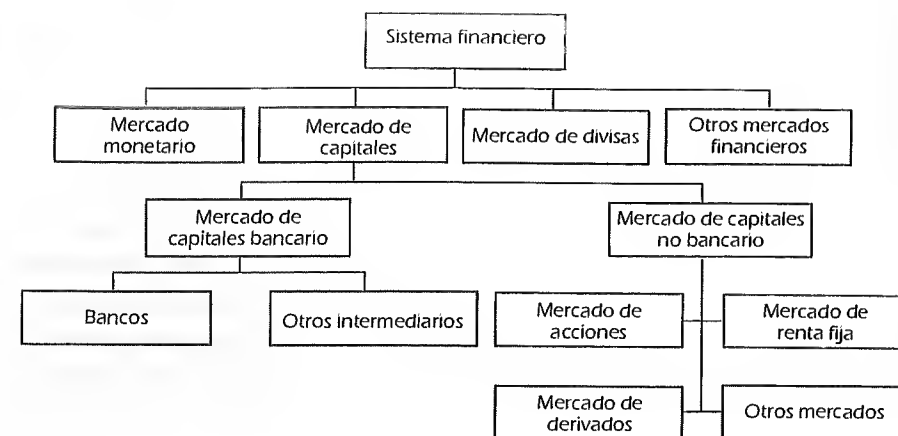 Sistema financiero
Mercado
monetario
Mercado de
capitales
Mercado de divisas
Otros mercados
financieros
Mercado de
capitales bancario
Mercado de capitales
no bancario
Bancos
Otros intermediarios
Mercado de
acciones
Mercado de
renta fija
Mercado de
derivados
Otros mercados